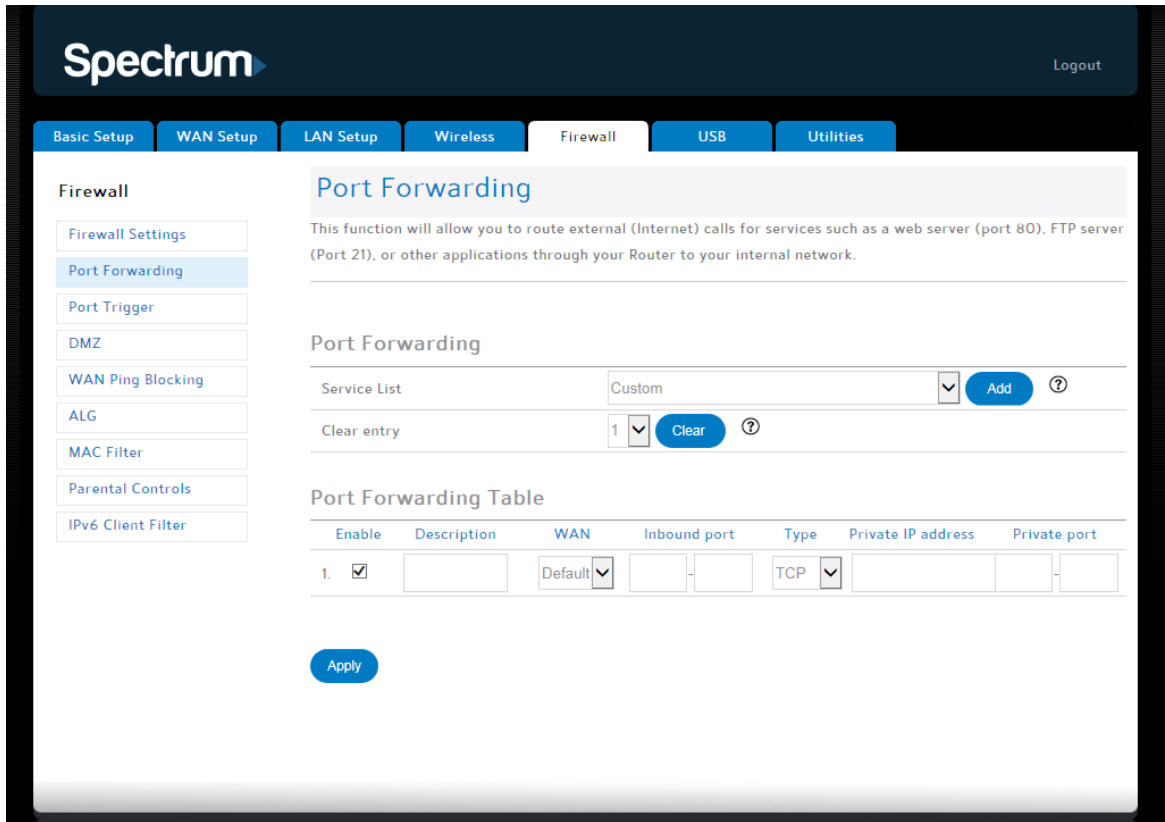 Spectrum
Logout
Basic Setup WAN Setup LAN Setup Wireless Firewall USB Utilities
Firewall
Firewall Settings
Port Forwarding
Port Trigger
DMZ
WAN Ping Blocking
ALG
MAC Filter
Parental Controls
IPv6 Client Filter
Port Forwarding
This function will allow you to route external (Internet) calls for services such as a web server (port 80), FTP server
(Port 21), or other applications through your Router to your internal network.
Port Forwarding
Service List Custom Add ?
Clear entry 1 Clear ?
Port Forwarding Table
Enable Description WAN Inbound port Type Private IP address Private port
1. Default - TCP -
Apply